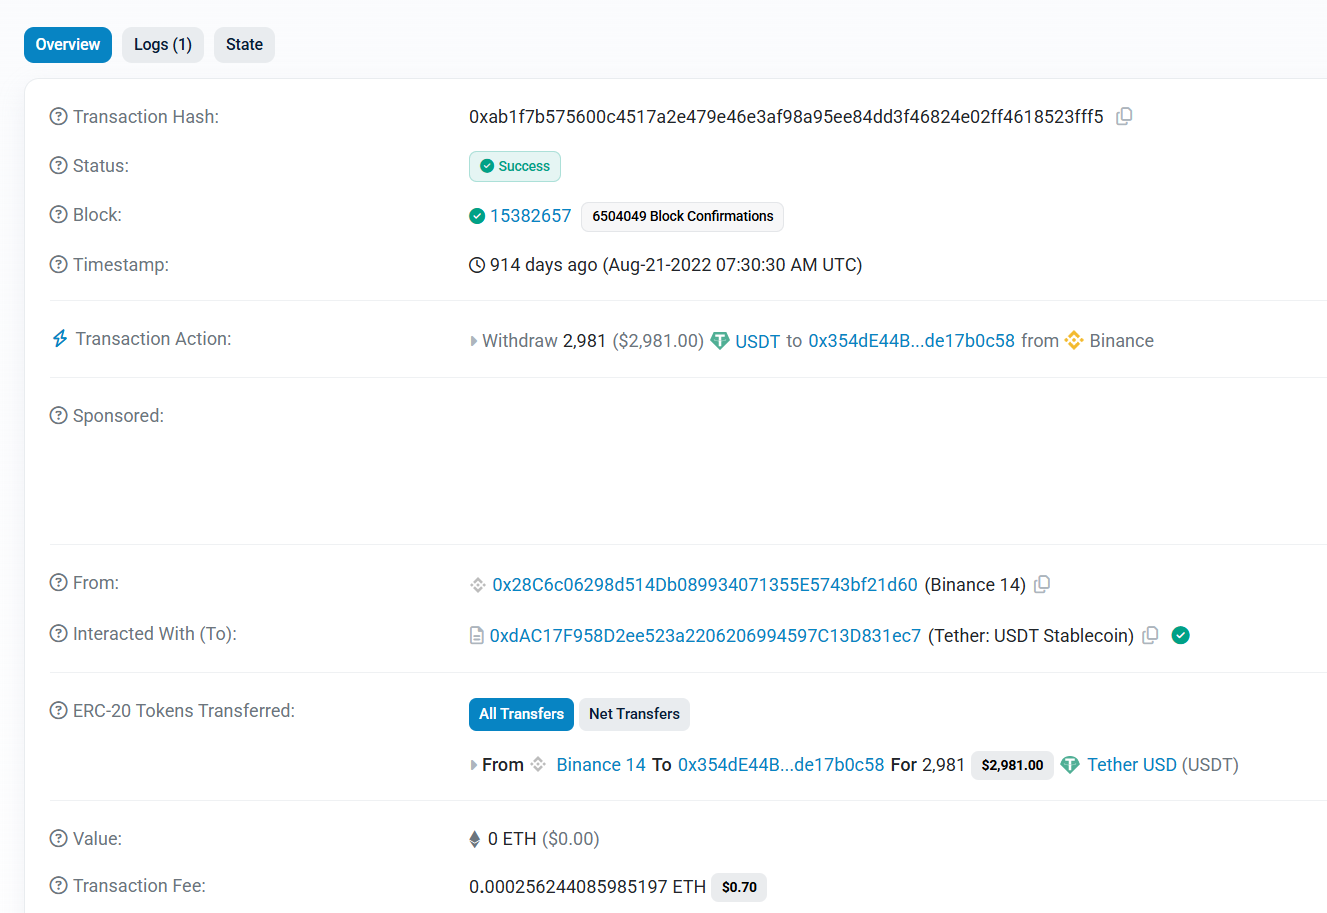 Overview Logs (1) State
Transaction Hash: 0xab1f7b575600c4517a2e479e46e3af98a95ee84dd3f46824e02ff4618523fff5
Status: Success
Block: 15382657 6504049 Block Confirmations
Timestamp: 914 days ago (Aug-21-2022 07:30:30 AM UTC)
Transaction Action: Withdraw 2,981 ($2,981.00) USDT to 0x354dE44B...de17b0c58 from Binance
Sponsored:
From: 0x28C6c06298d514Db089934071355E5743bf21d60 (Binance 14)
Interacted With (To): 0xdAC17F958D2ee523a2206206994597C13D831ec7 (Tether: USDT Stablecoin)
ERC-20 Tokens Transferred: All Transfers Net Transfers
From Binance 14 To 0x354dE44B...de17b0c58 For 2,981 $2,981.00 Tether USD (USDT)
Value: 0 ETH ($0.00)
Transaction Fee: 0.000256244085985197 ETH $0.70